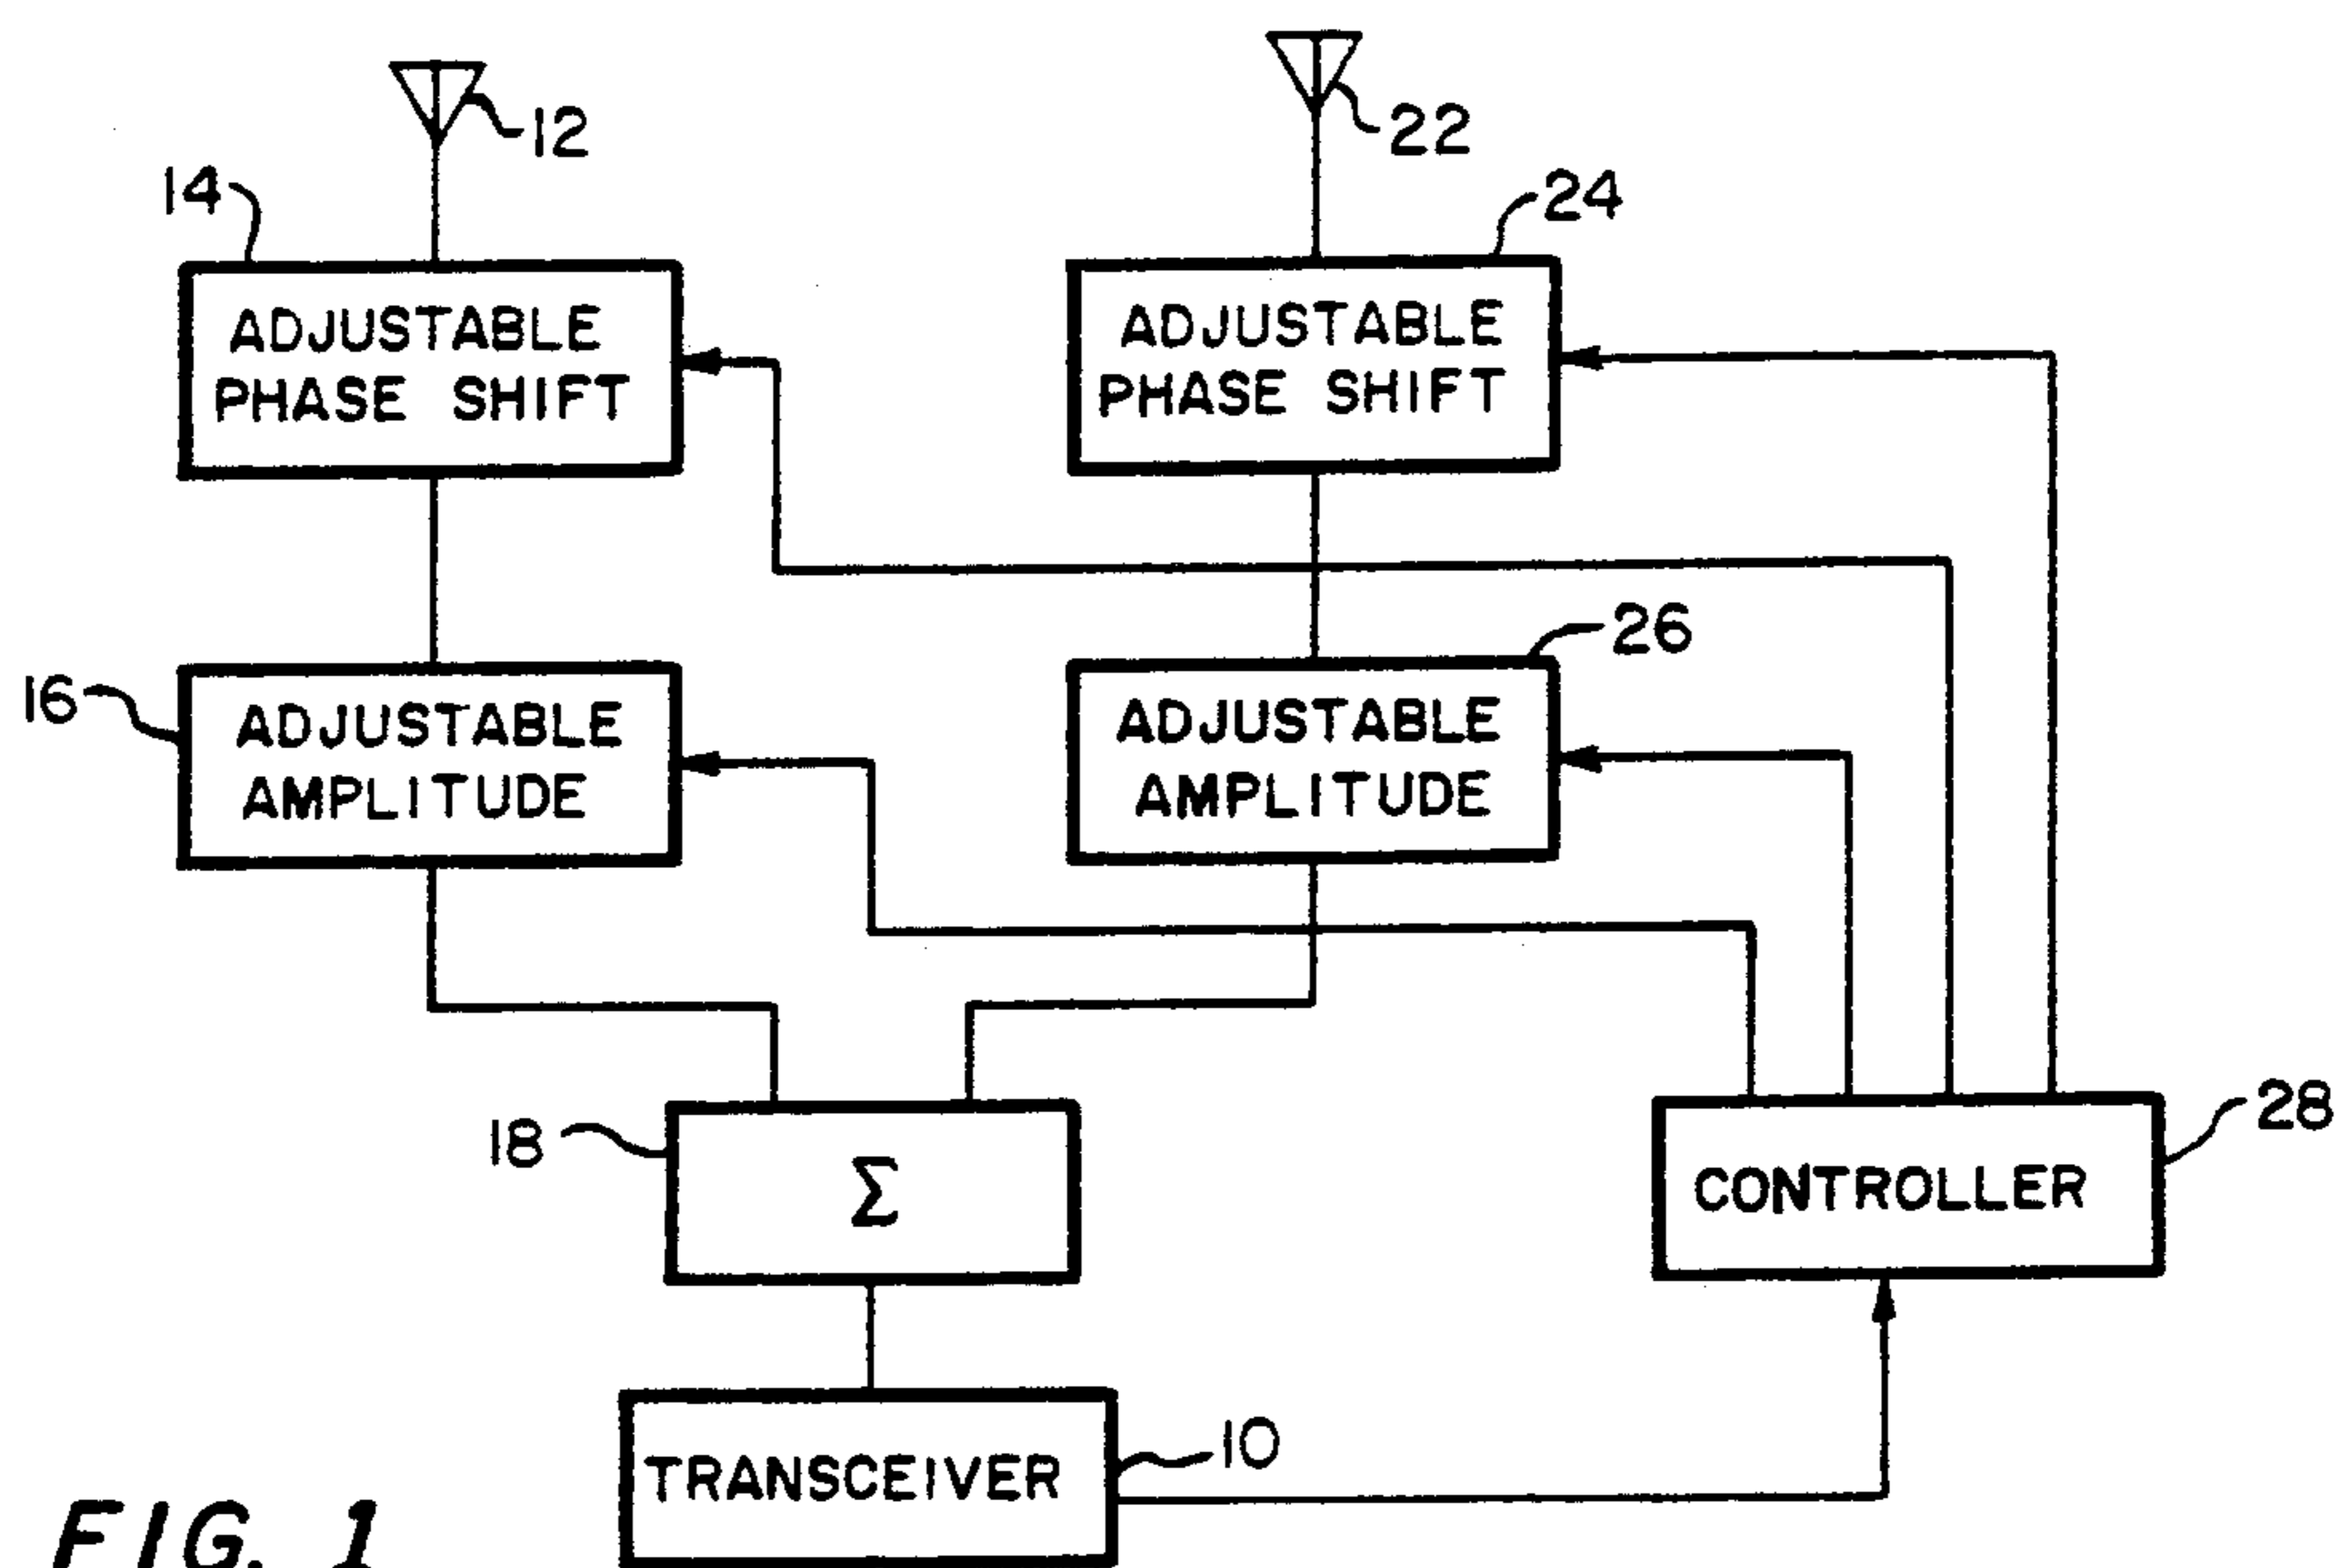 12
22
14
24
ADJUSTABLE
PHASE SHIFT
ADJUSTABLE
PHASE SHIFT
26
16
ADJUSTABLE
AMPLITUDE
ADJUSTABLE
AMPLITUDE
18
Σ
28
CONTROLLER
10
TRANSCEIVER
FIG. 1